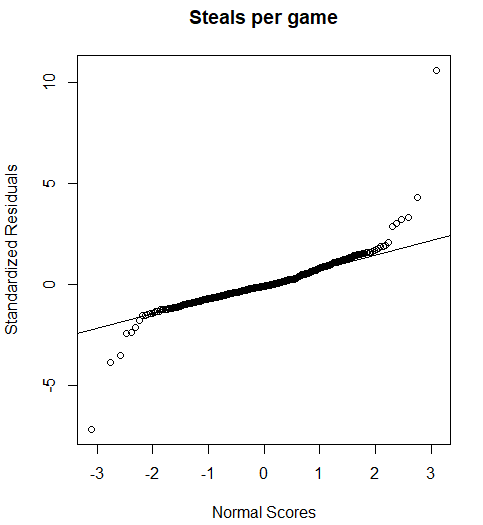 Steals per game
Standardized Residuals
10
5
0
-5
-3 -2 -1 0 1 2 3
Normal Scores